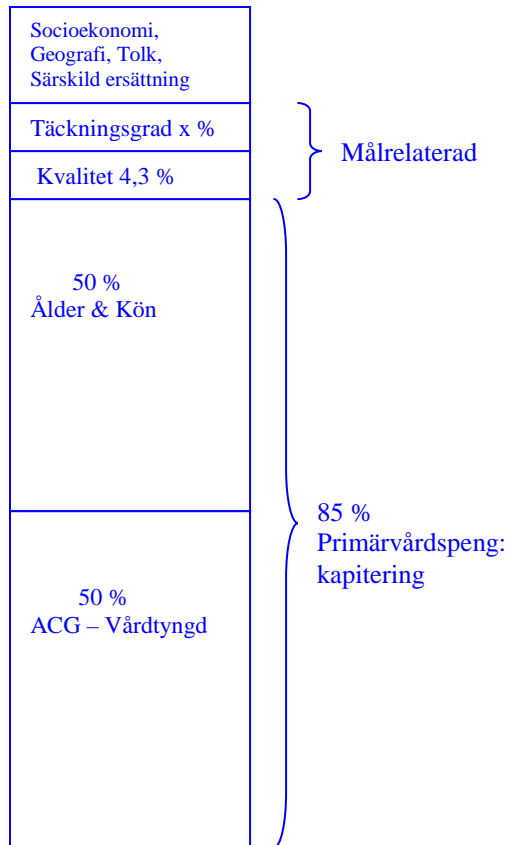 Socioekonomi,
Geografi, Tolk,
Särskild ersättning
Täckningsgrad x %
Målrelaterad
Kvalitet 4,3 %
50 %
Ålder & Kön
85 %
Primärvårdspeng:
kapitering
50 %
ACG – Vårdtyngd